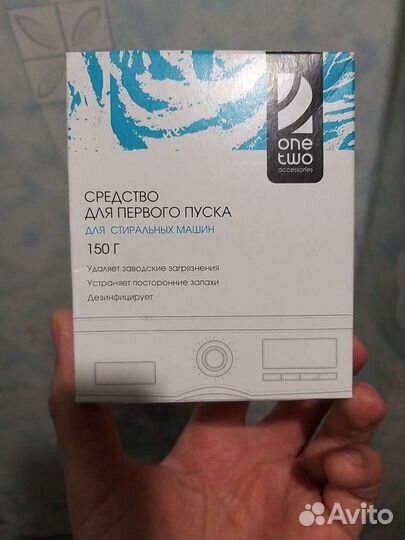 one
two
accessories
СРЕДСТВО
ДЛЯ ПЕРВОГО ПУСКА
ДЛЯ СТИРАЛЬНЫХ МАШИН
150 Г
Удаляет заводские загрязнения
Устраняет посторонние запахи
Дезинфицирует
Avito